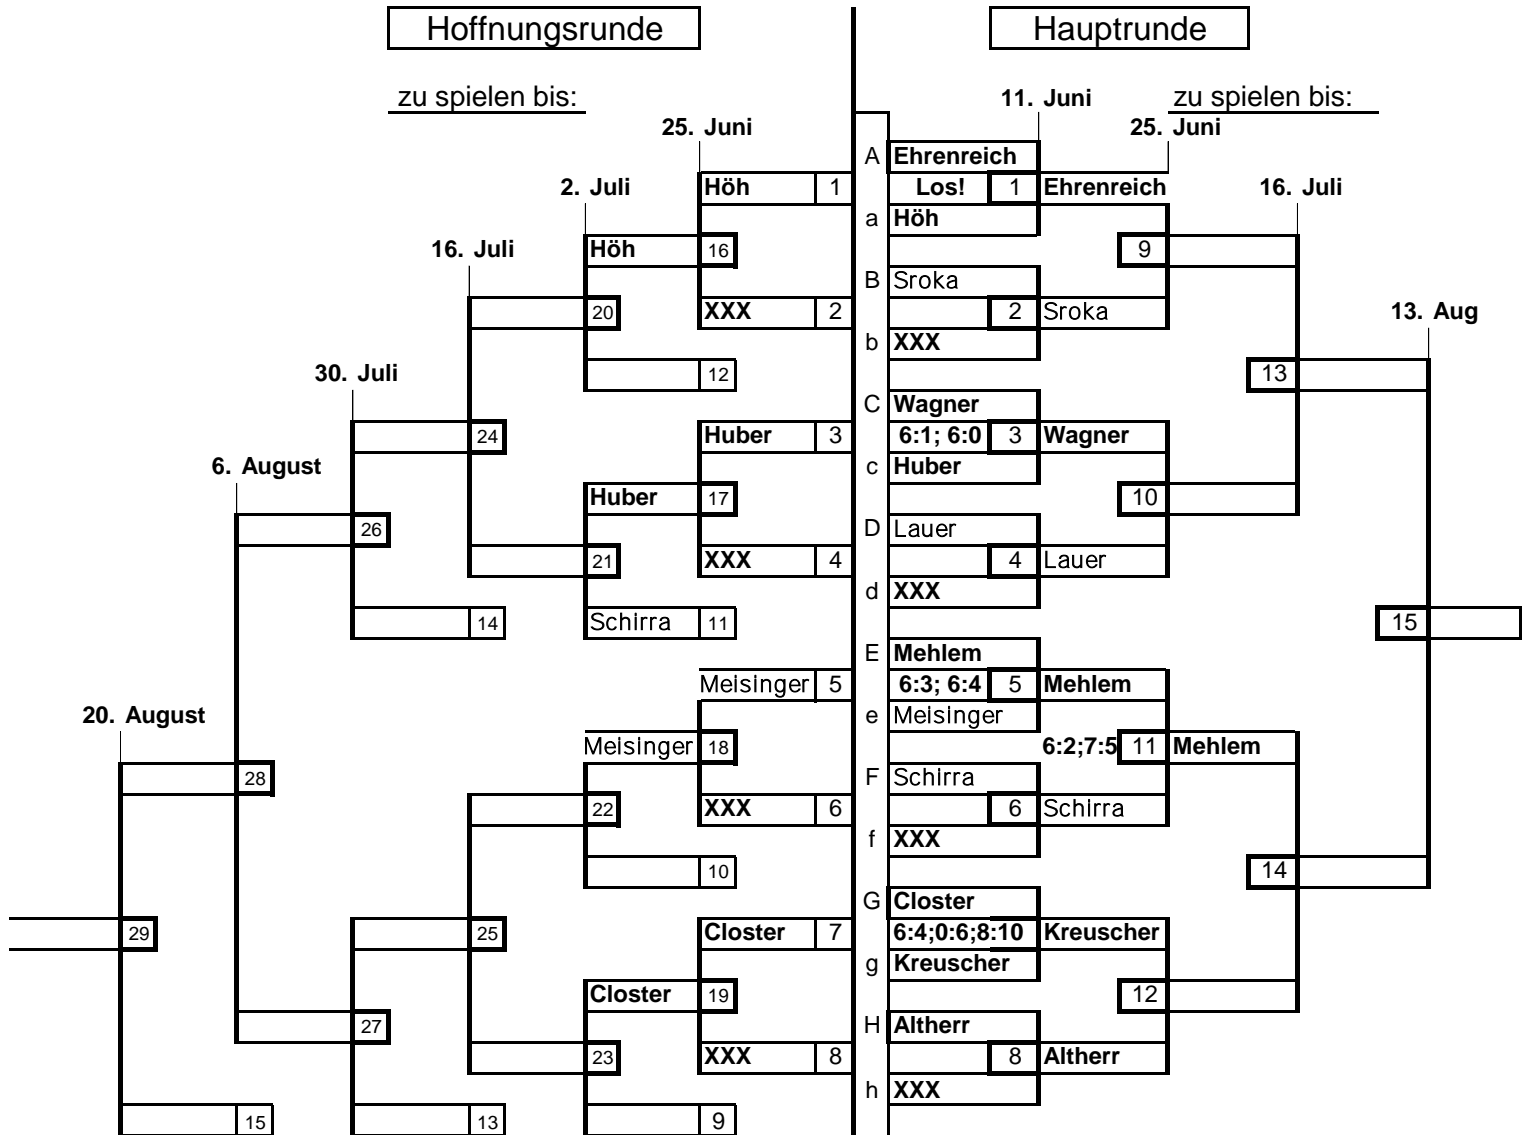 Hoffnungsrunde Hauptrunde
zu spielen bis: 11. Juni zu spielen bis:
25. Juni 25. Juni
A Ehrenreich
2. Juli Höh 1 Los! 1 Ehrenreich 16. Juli
a Höh
16. Juli Höh 16 9
B Sroka
20 XXX 2 2 Sroka 13. Aug
b XXX
30. Juli 12 13
C Wagner
24 Huber 3 6:1; 6:0 3 Wagner
6. August c Huber
Huber 17 10
26 D Lauer
21 XXX 4 4 Lauer
d XXX
14 Schirra 11 15
E Mehlem
Meisinger 5 6:3; 6:4 5 Mehlem
20. August e Meisinger
Meisinger 18 6:2;7:5 11 Mehlem
28 F Schirra
22 XXX 6 6 Schirra
f XXX
10 14
G Closter
29 25 Closter 7 6:4;0:6;8:10 Kreuscher
g Kreuscher
Closter 19 12
27 H Altherr
23 XXX 8 8 Altherr
h XXX
15 13 9